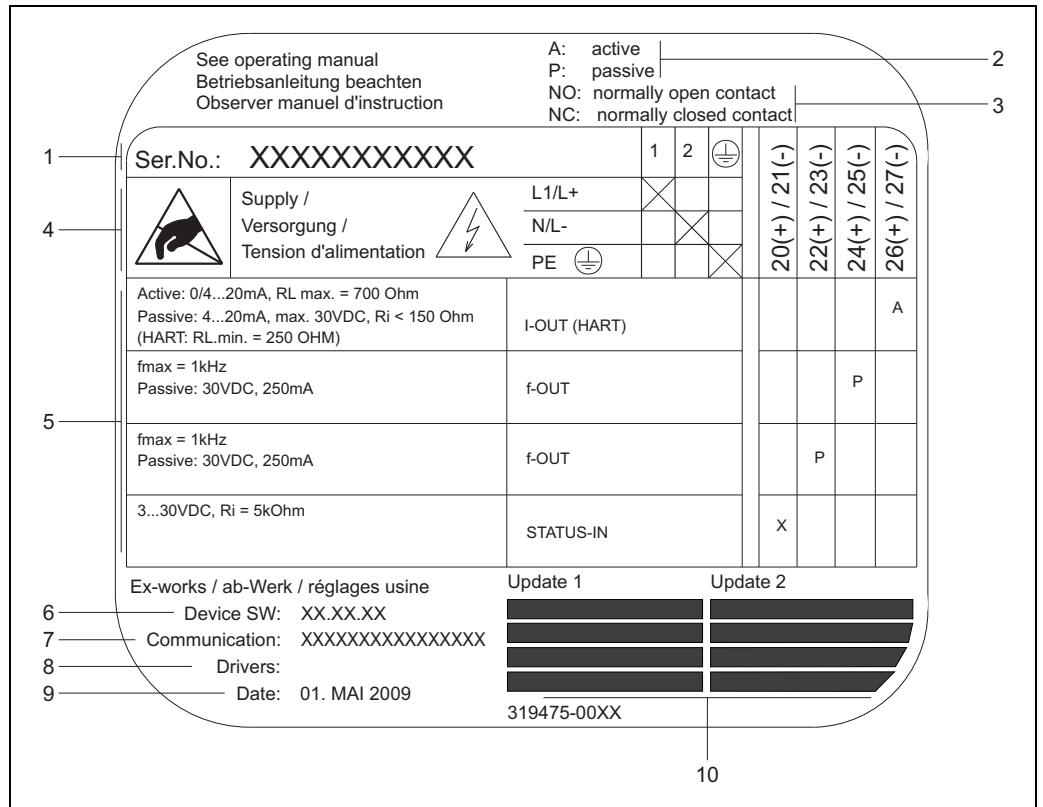 See operating manual
Betriebsanleitung beachten
Observer manuel d'instruction
A: active
P: passive
NO: normally open contact
NC: normally closed contact
2
3
1
Ser.No.: XXXXXXXXXXX
1 2
20(+) / 21(-)
22(+) / 23(-)
24(+) / 25(-)
26(+) / 27(-)
4
Supply /
Versorgung /
Tension d'alimentation
L1/L+
N/L-
PE
5
Active: 0/4...20mA, RL max. = 700 Ohm
Passive: 4...20mA, max. 30VDC, Ri < 150 Ohm
(HART: RL.min. = 250 OHM)
I-OUT (HART)
A
fmax = 1kHz
Passive: 30VDC, 250mA
f-OUT
P
fmax = 1kHz
Passive: 30VDC, 250mA
f-OUT
P
3...30VDC, Ri = 5kOhm
STATUS-IN
X
Ex-works / ab-Werk / réglages usine
Update 1
Update 2
6
Device SW: XX.XX.XX
7
Communication: XXXXXXXXXXXXXXXX
8
Drivers:
9
Date: 01. MAI 2009
319475-00XX
10